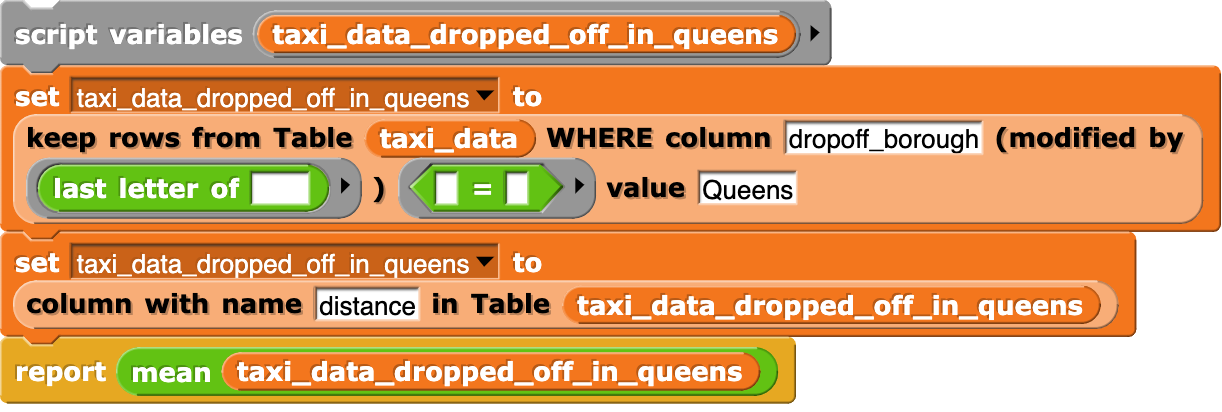 script variables taxi_data_dropped_off_in_queens
set taxi_data_dropped_off_in_queens to
keep rows from Table taxi_data WHERE column dropoff_borough (modified by
last letter of ) = value Queens
set taxi_data_dropped_off_in_queens to
column with name distance in Table taxi_data_dropped_off_in_queens
report mean taxi_data_dropped_off_in_queens